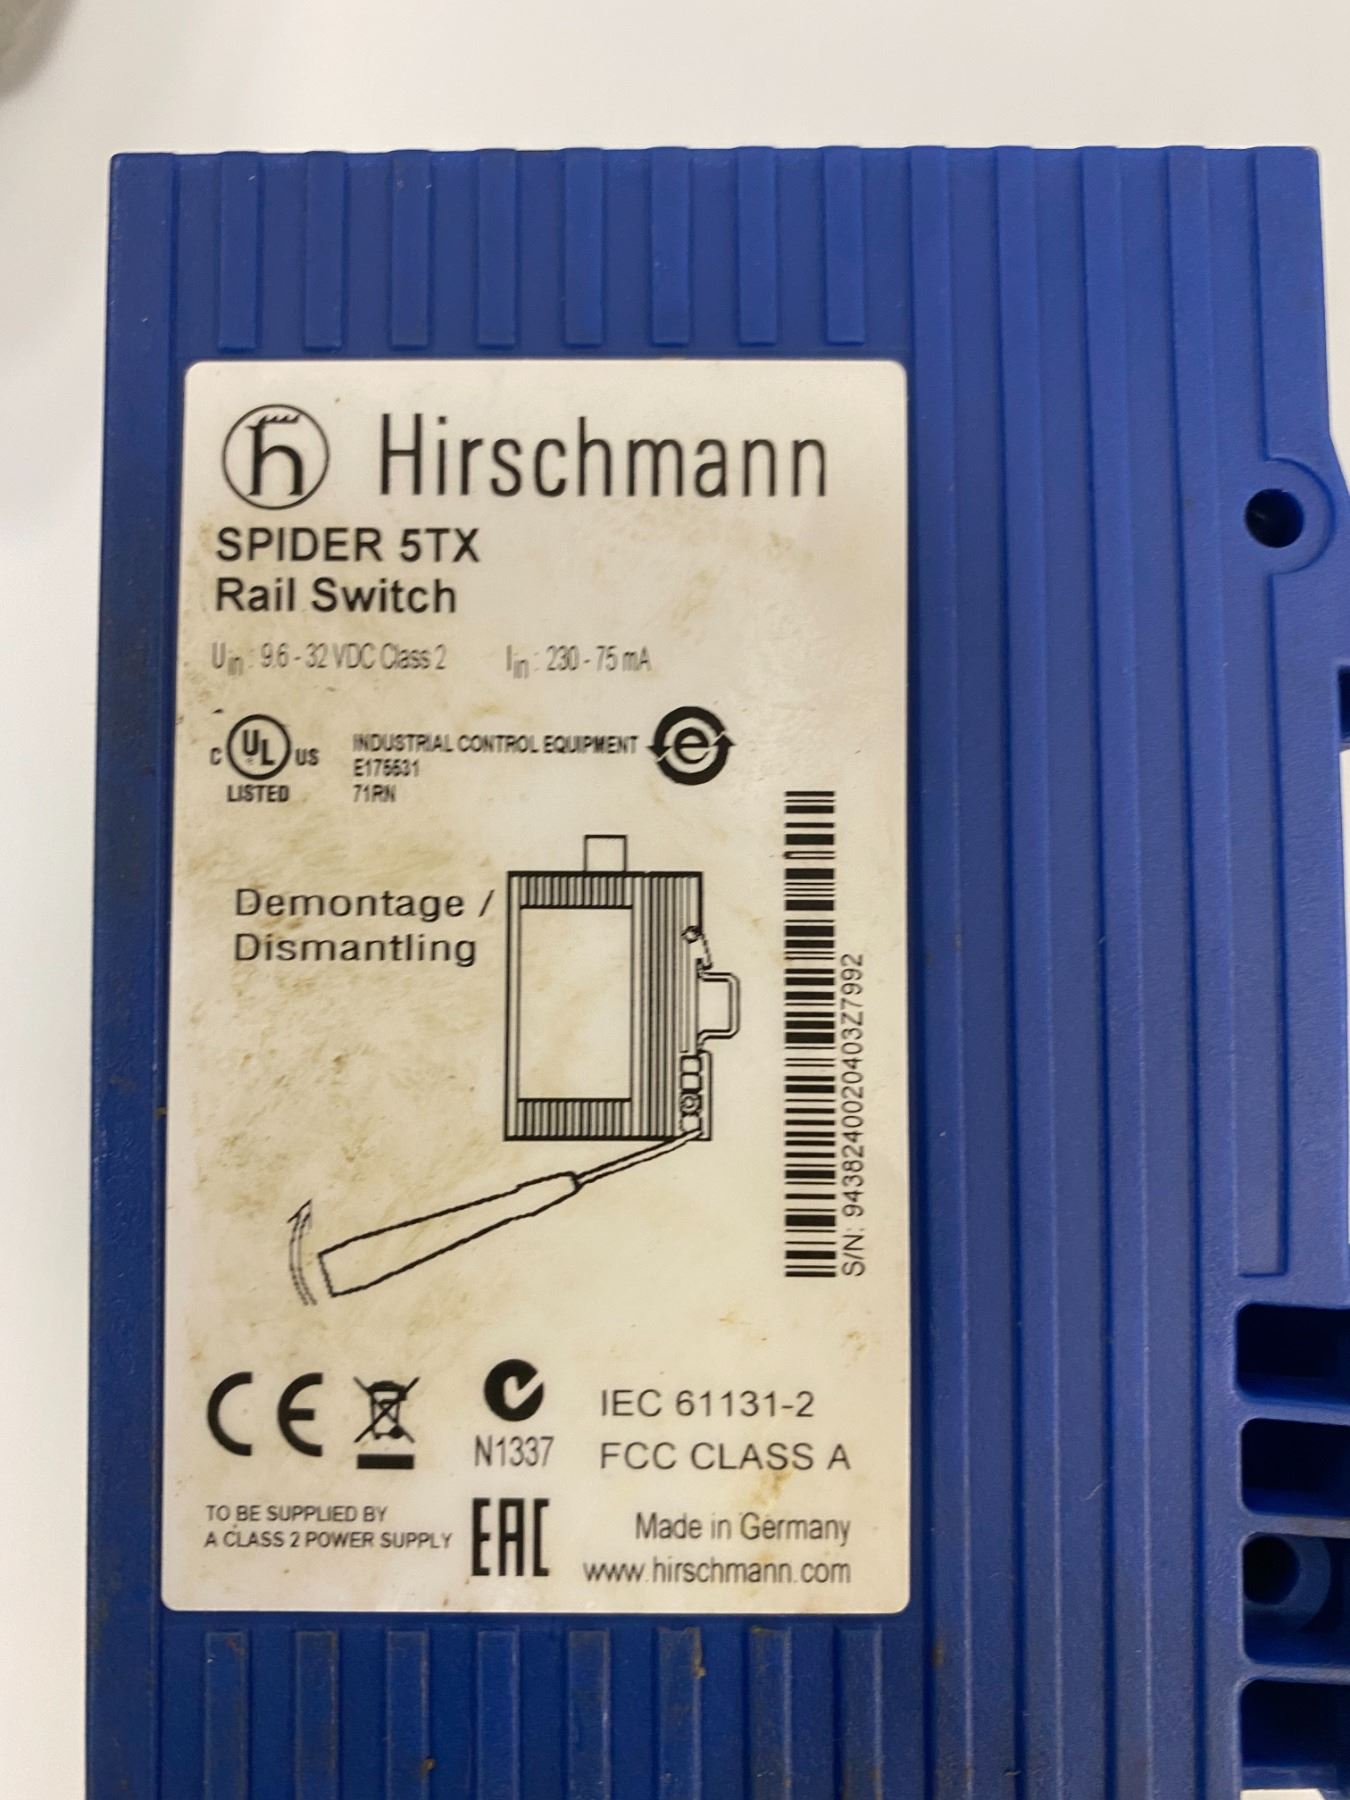 Hirschmann
SPIDER 5TX
Rail Switch
Uin : 9.6 - 32 VDC Class 2 Iin : 230 - 75 mA
C UL US
LISTED
INDUSTRIAL CONTROL EQUIPMENT
E175531
71RN
e
Demontage /
Dismantling
S/N: 9438240020403Z7992
CE
N1337
IEC 61131-2
FCC CLASS A
TO BE SUPPLIED BY
A CLASS 2 POWER SUPPLY
EAC
Made in Germany
www.hirschmann.com